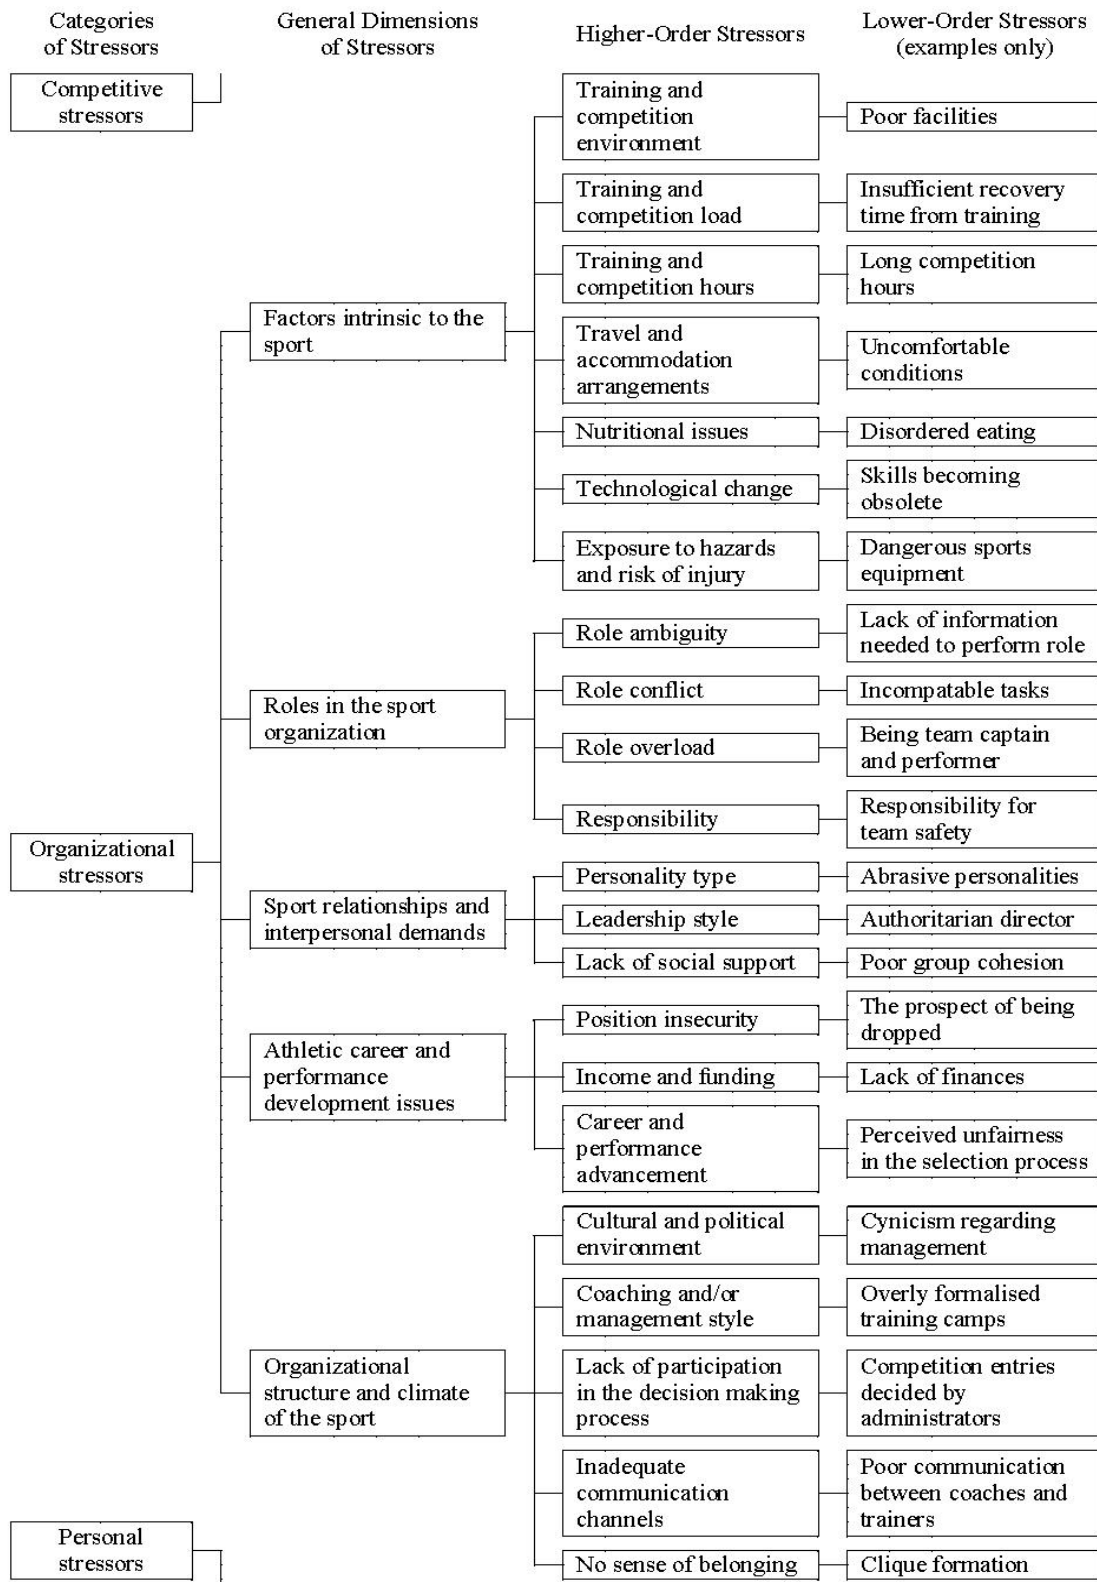 Categories
of Stressors
General Dimensions
of Stressors
Higher-Order Stressors
Lower-Order Stressors
(examples only)
Competitive
stressors
Training and
competition
environment
Poor facilities
Training and
competition load
Insufficient recovery
time from training
Training and
competition hours
Long competition
hours
Factors intrinsic to the
sport
Travel and
accommodation
arrangements
Uncomfortable
conditions
Nutritional issues
Disordered eating
Technological change
Skills becoming
obsolete
Exposure to hazards
and risk of injury
Dangerous sports
equipment
Role ambiguity
Lack of information
needed to perform role
Roles in the sport
organization
Role conflict
Incompatable tasks
Role overload
Being team captain
and performer
Responsibility
Responsibility for
team safety
Organizational
stressors
Personality type
Abrasive personalities
Sport relationships and
interpersonal demands
Leadership style
Authoritarian director
Lack of social support
Poor group cohesion
Position insecurity
The prospect of being
dropped
Athletic career and
performance
development issues
Income and funding
Lack of finances
Career and
performance
advancement
Perceived unfairness
in the selection process
Cultural and political
environment
Cynicism regarding
management
Coaching and/or
management style
Overly formalised
training camps
Organizational
structure and climate
of the sport
Lack of participation
in the decision making
process
Competition entries
decided by
administrators
Inadequate
communication
channels
Poor communication
between coaches and
trainers
Personal
stressors
No sense of belonging
Clique formation